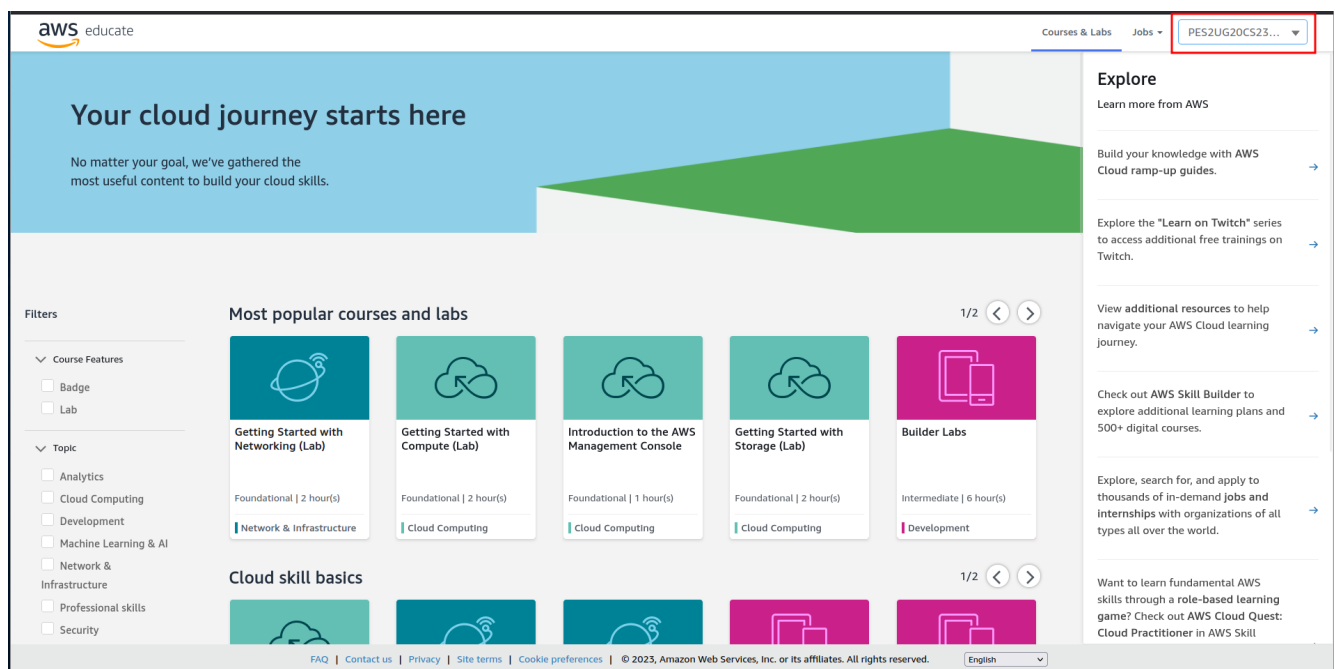 aws educate
Courses & Labs
Jobs
PES2UG20CS23...
Your cloud journey starts here
No matter your goal, we've gathered the
most useful content to build your cloud skills.
Explore
Learn more from AWS
Build your knowledge with AWS
Cloud ramp-up guides.
Explore the "Learn on Twitch" series
to access additional free trainings on
Twitch.
View additional resources to help
navigate your AWS Cloud learning
journey.
Check out AWS Skill Builder to
explore additional learning plans and
500+ digital courses.
Explore, search for, and apply to
thousands of in-demand jobs and
internships with organizations of all
types all over the world.
Want to learn fundamental AWS
skills through a role-based learning
game? Check out AWS Cloud Quest:
Cloud Practitioner in AWS Skill
Filters
Course Features
Badge
Lab
Topic
Analytics
Cloud Computing
Development
Machine Learning & AI
Network &
Infrastructure
Professional skills
Security
Most popular courses and labs
1/2
Getting Started with
Networking (Lab)
Foundational | 2 hour(s)
Network & Infrastructure
Getting Started with
Compute (Lab)
Foundational | 2 hour(s)
Cloud Computing
Introduction to the AWS
Management Console
Foundational | 1 hour(s)
Cloud Computing
Getting Started with
Storage (Lab)
Foundational | 2 hour(s)
Cloud Computing
Builder Labs
Intermediate | 6 hour(s)
Development
Cloud skill basics
1/2
FAQ | Contact us | Privacy | Site terms | Cookie preferences | © 2023, Amazon Web Services, Inc. or its affiliates. All rights reserved.
English